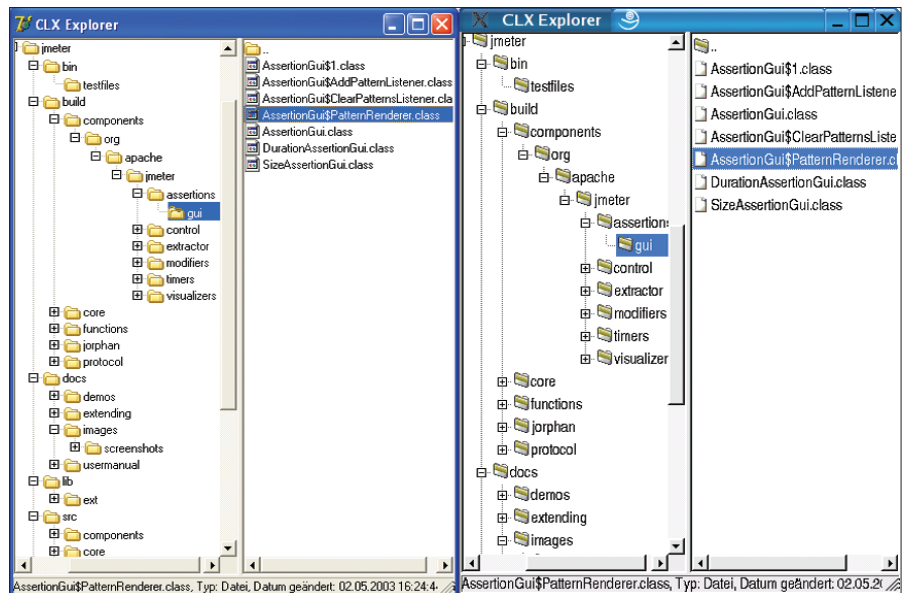 CLX Explorer
jmeter
bin
testfiles
build
components
org
apache
jmeter
assertions
gui
control
extractor
modifiers
timers
visualizers
core
functions
jorphan
protocol
docs
demos
extending
images
screenshots
usermanual
lib
ext
src
components
core
..
AssertionGui$1.class
AssertionGui$AddPatternListener.class
AssertionGui$ClearPatternsListener.cla
AssertionGui$PatternRenderer.class
AssertionGui.class
DurationAssertionGui.class
SizeAssertionGui.class
AssertionGui$PatternRenderer.class, Typ: Datei, Datum geändert: 02.05.2003 16:24:4
CLX Explorer
jmeter
bin
testfiles
build
components
org
apache
jmeter
assertion
gui
control
extractor
modifiers
timers
visualizer
core
functions
jorphan
protocol
docs
demos
extending
images
..
AssertionGui$1.class
AssertionGui$AddPatternListene
AssertionGui.class
AssertionGui$ClearPatternsListe
AssertionGui$PatternRenderer.cl
DurationAssertionGui.class
SizeAssertionGui.class
AssertionGui$PatternRenderer.class, Typ: Datei, Datum geändert: 02.05.2